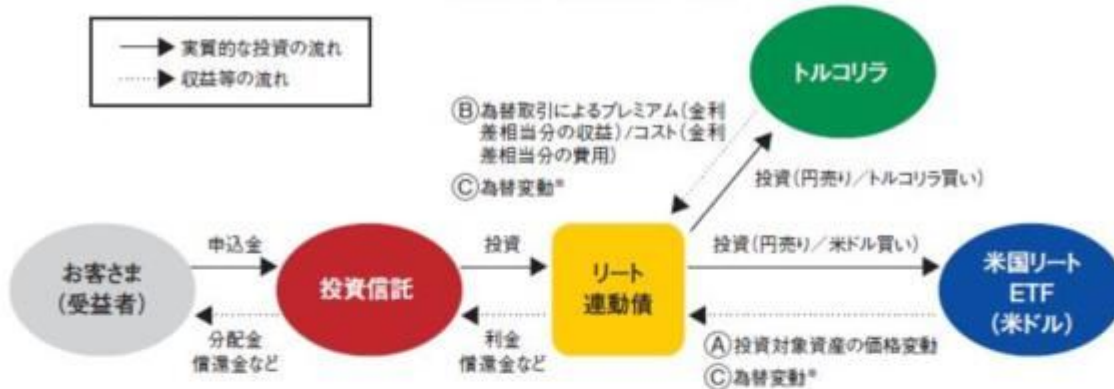 実質的な投資の流れ
収益等の流れ
トルコリラ
Ⓑ為替取引によるプレミアム(金利
差相当分の収益)/コスト(金利
差相当分の費用)
Ⓒ為替変動※
投資(円売り/トルコリラ買い)
お客さま
(受益者)
申込金
分配金
償還金など
投資信託
投資
利金
償還金など
リート
連動債
投資(円売り/米ドル買い)
Ⓐ投資対象資産の価格変動
Ⓒ為替変動※
米国リート
ETF
(米ドル)